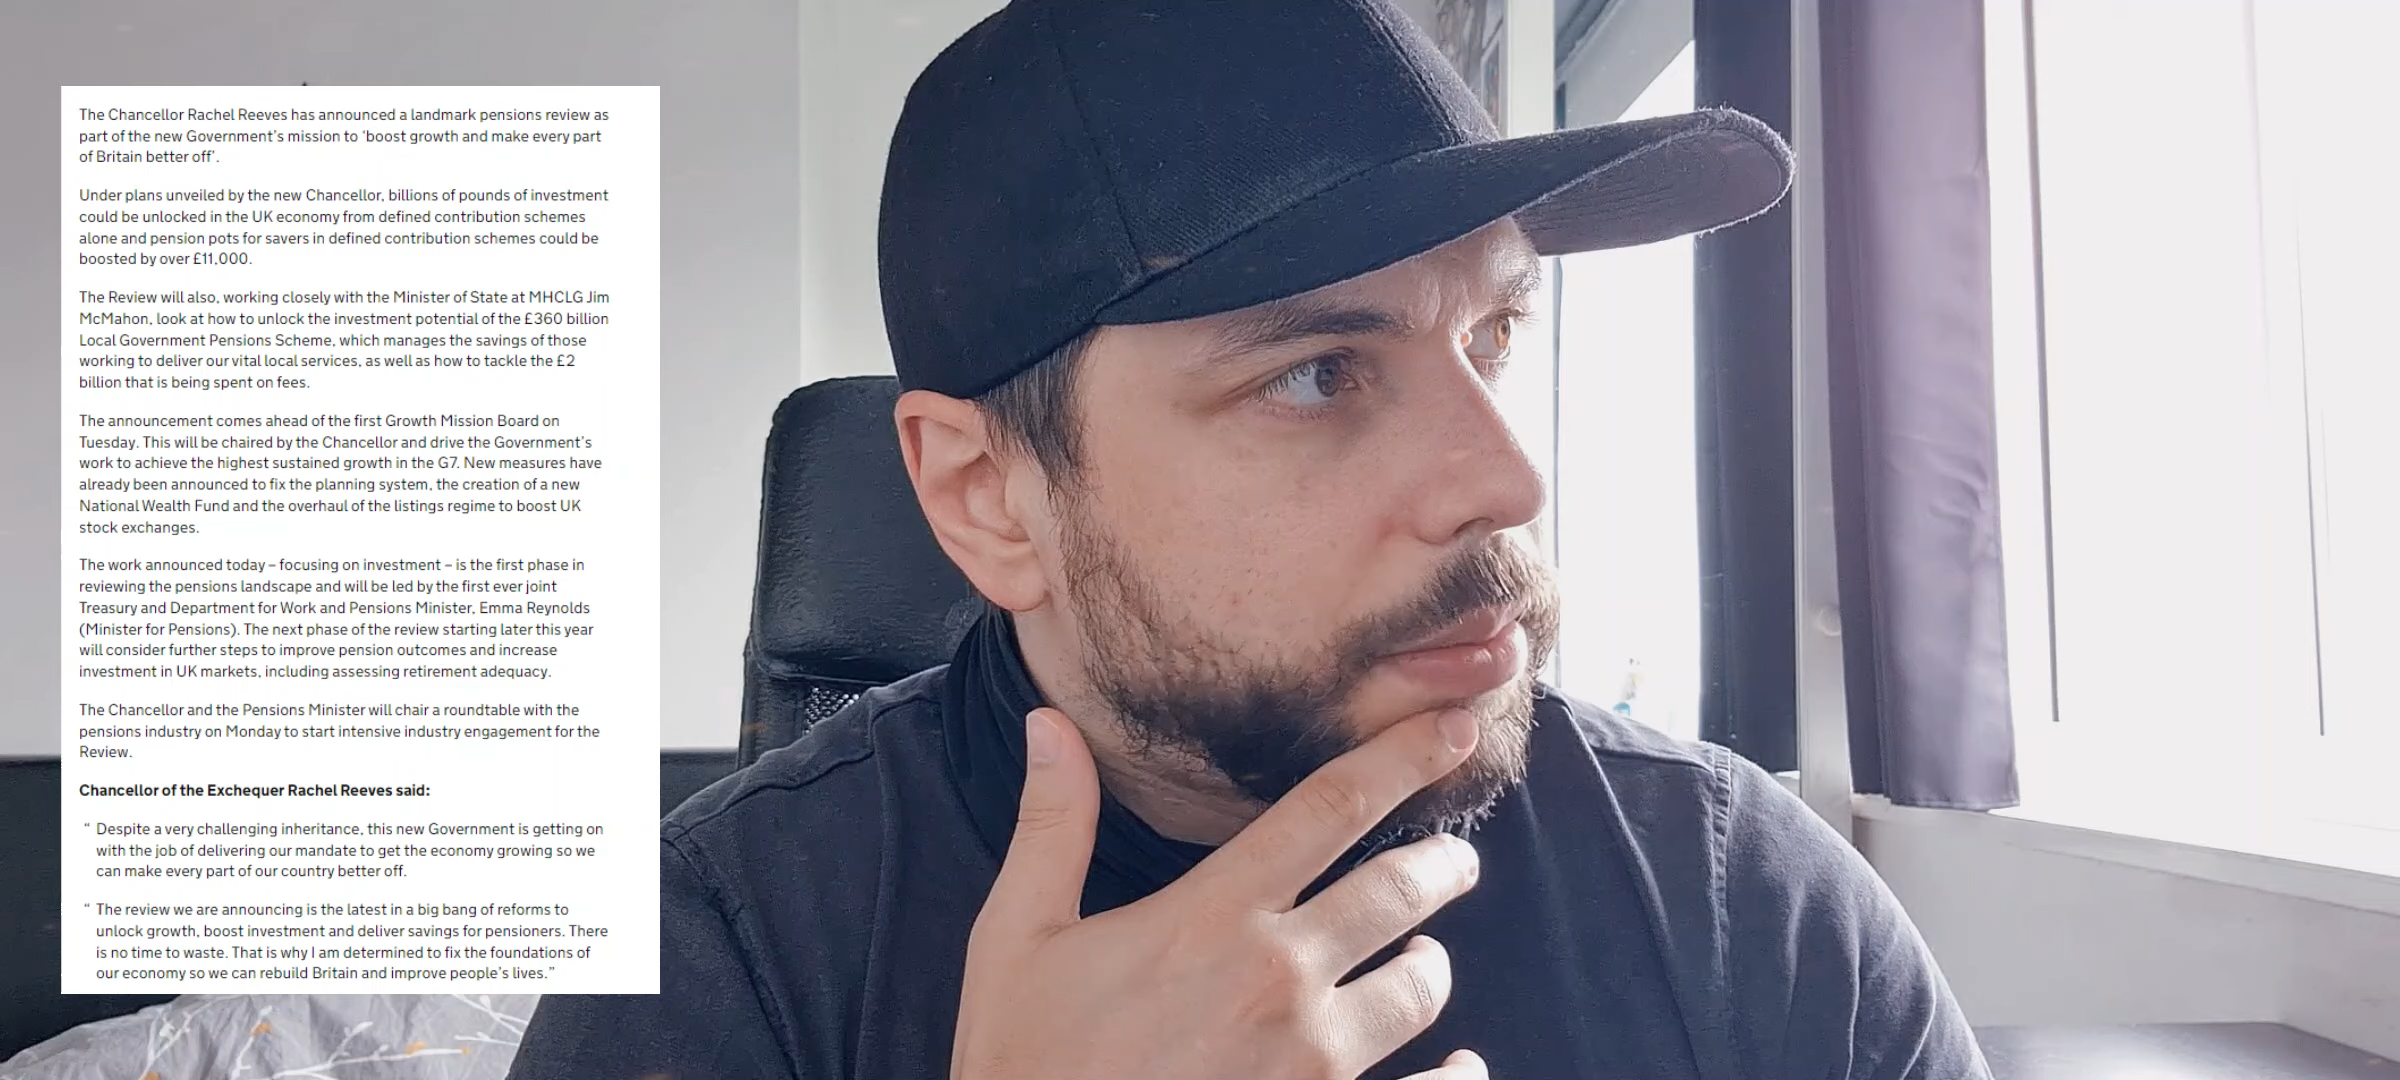 The Chancellor Rachel Reeves has announced a landmark pensions review as
part of the new Government's mission to 'boost growth and make every part
of Britain better off'.
Under plans unveiled by the new Chancellor, billions of pounds of investment
could be unlocked in the UK economy from defined contribution schemes
alone and pension pots for savers in defined contribution schemes could be
boosted by over £11,000.
The Review will also, working closely with the Minister of State at MHCLG Jim
McMahon, look at how to unlock the investment potential of the £360 billion
Local Government Pensions Scheme, which manages the savings of those
working to deliver our vital local services, as well as how to tackle the £2
billion that is being spent on fees.
The announcement comes ahead of the first Growth Mission Board on
Tuesday. This will be chaired by the Chancellor and drive the Government's
work to achieve the highest sustained growth in the G7. New measures have
already been announced to fix the planning system, the creation of a new
National Wealth Fund and the overhaul of the listings regime to boost UK
stock exchanges.
The work announced today – focusing on investment – is the first phase in
reviewing the pensions landscape and will be led by the first ever joint
Treasury and Department for Work and Pensions Minister, Emma Reynolds
(Minister for Pensions). The next phase of the review starting later this year
will consider further steps to improve pension outcomes and increase
investment in UK markets, including assessing retirement adequacy.
The Chancellor and the Pensions Minister will chair a roundtable with the
pensions industry on Monday to start intensive industry engagement for the
Review.
Chancellor of the Exchequer Rachel Reeves said:
“ Despite a very challenging inheritance, this new Government is getting on
with the job of delivering our mandate to get the economy growing so we
can make every part of our country better off.
“ The review we are announcing is the latest in a big bang of reforms to
unlock growth, boost investment and deliver savings for pensioners. There
is no time to waste. That is why I am determined to fix the foundations of
our economy so we can rebuild Britain and improve people's lives.”